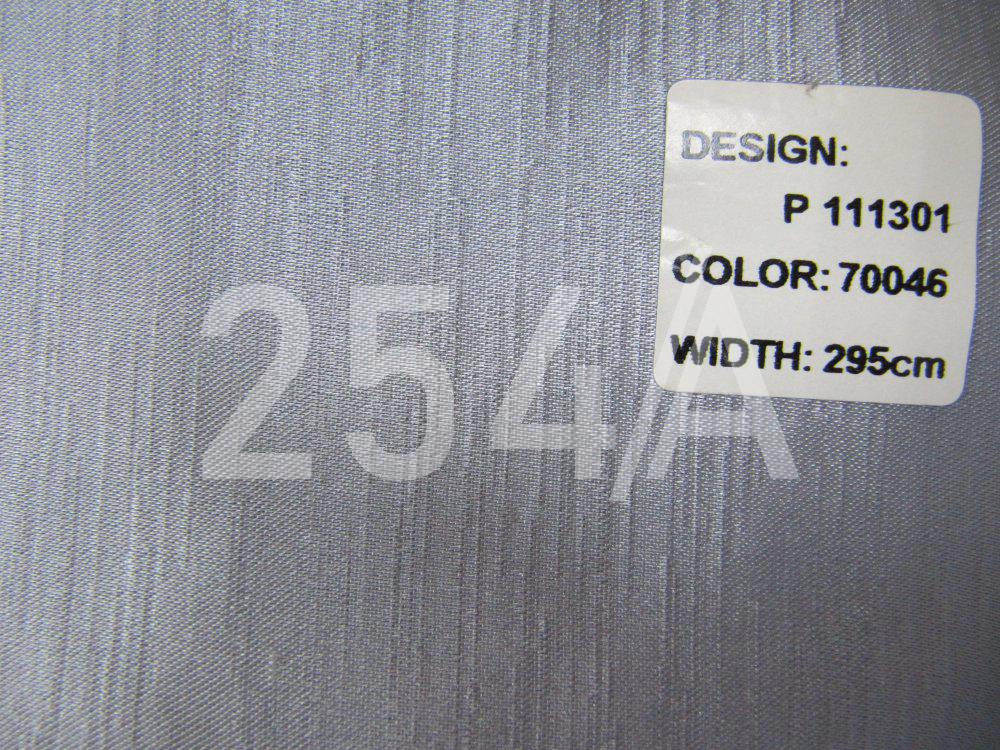 DESIGN:
P 111301
COLOR: 70046
WIDTH: 295cm
254/A